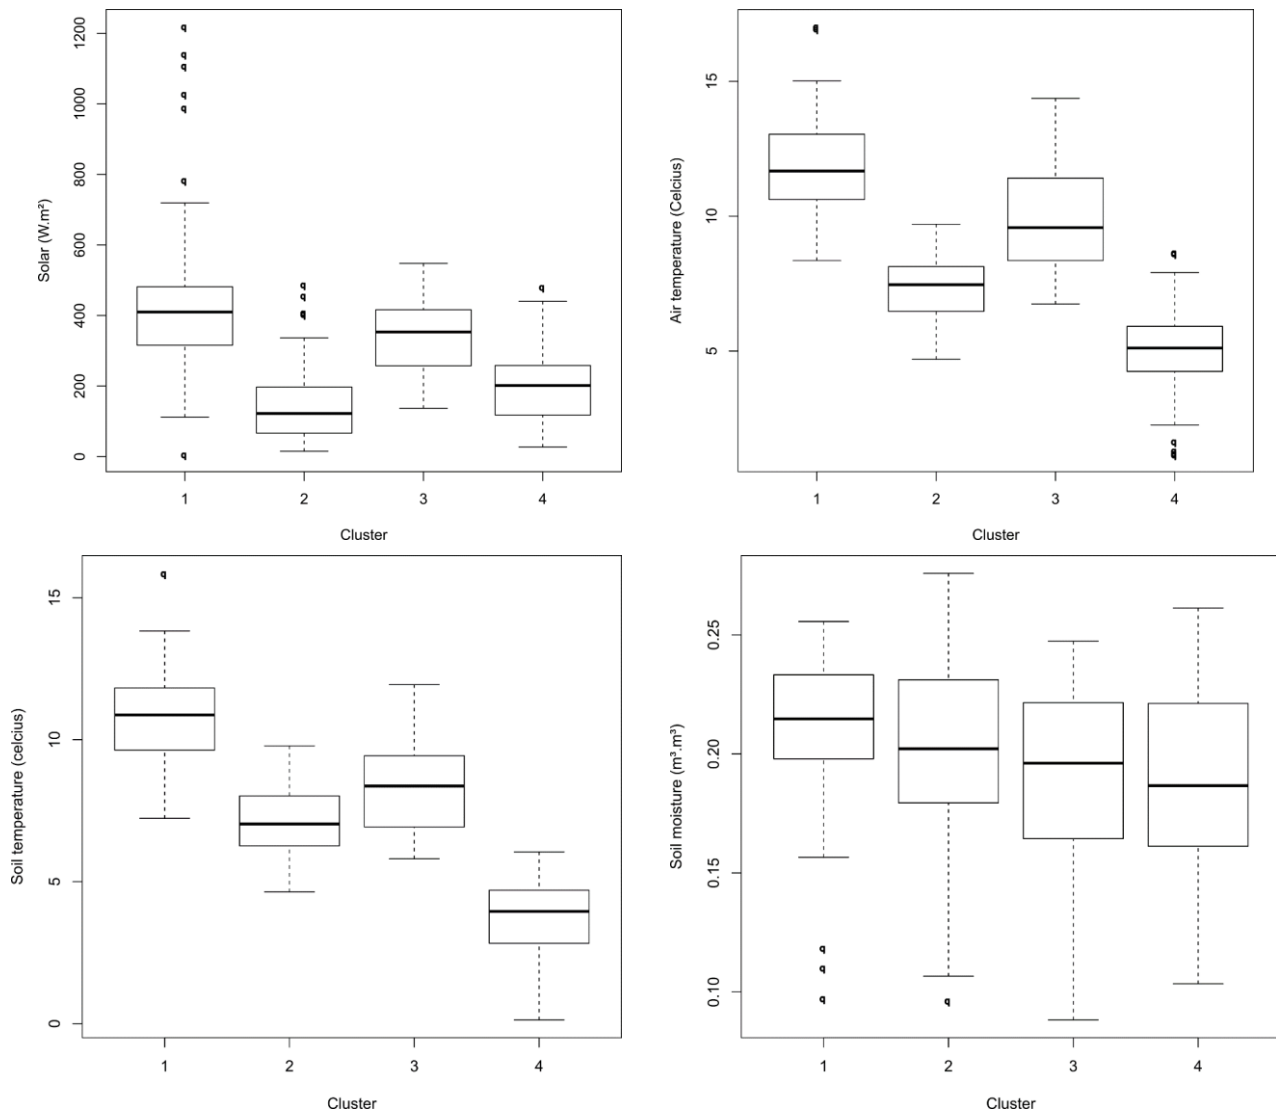 Solar (W.m²)
0
200
400
600
800
1000
1200
q
q
q
q
q
q
q
q
q
q
q
1
2
3
4
Cluster
Air temperature (Celcius)
5
10
15
q
q
q
q
q
1
2
3
4
Cluster
Soil temperature (celcius)
0
5
10
15
q
1
2
3
4
Cluster
Soil moisture (m³.m³)
0.10
0.15
0.20
0.25
q
q
q
q
1
2
3
4
Cluster